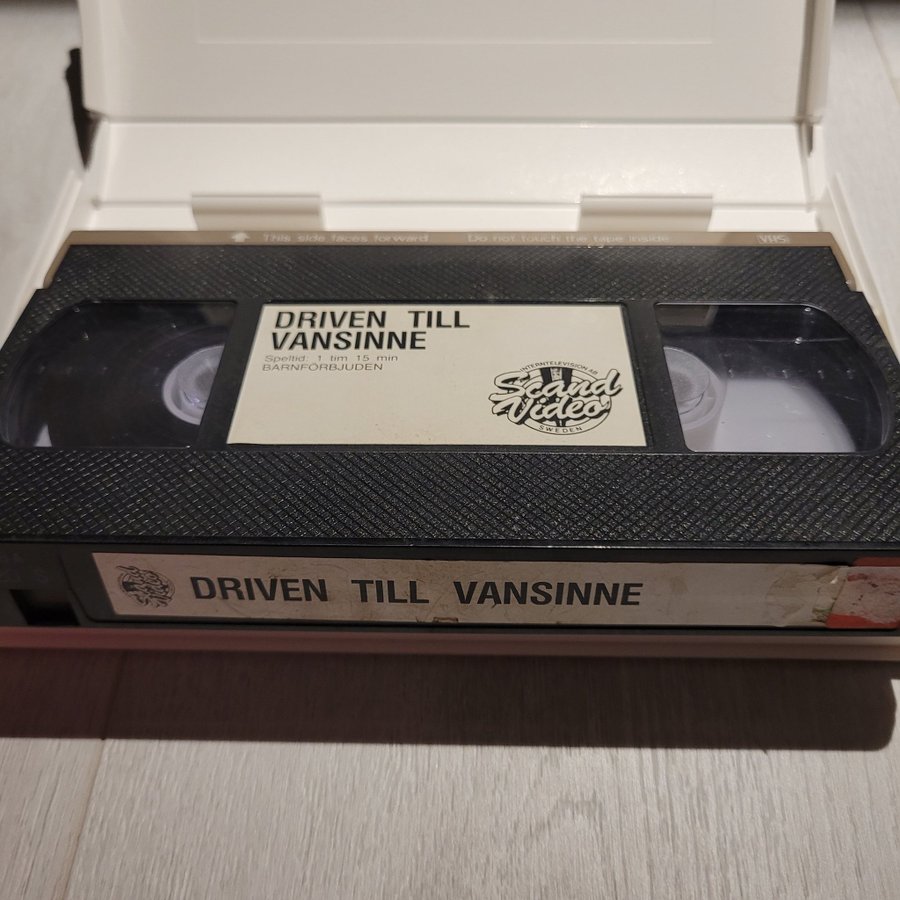 This side faces forward Do not touch the tape inside VHS
DRIVEN TILL
VANSINNE
Speltid: 1 tim 15 min
BARNFÖRBJUDEN
INTERNTELEVISION AB
Scand
Video
SWEDEN
DRIVEN TILL VANSINNE